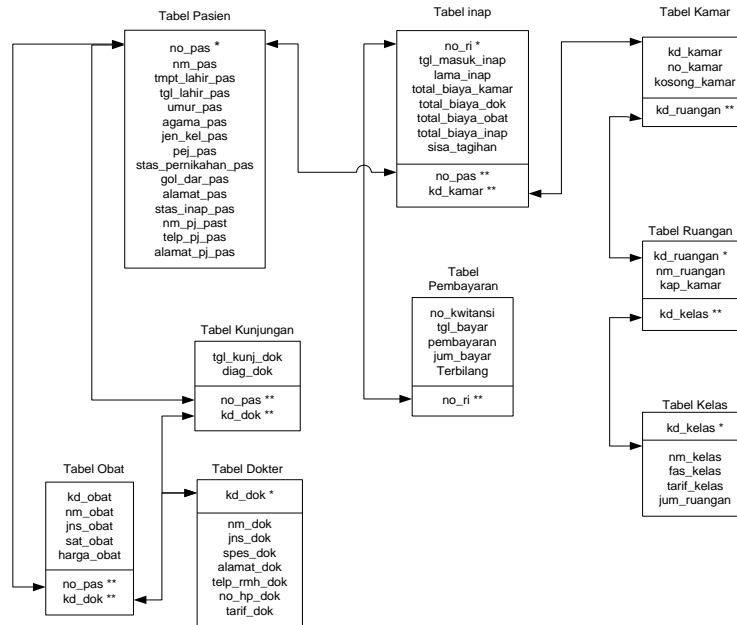 Tabel Pasien
no_pas *
nm_pas
tmpt_lahir_pas
tgl_lahir_pas
umur_pas
agama_pas
jen_kel_pas
pej_pas
stas_pernikahan_pas
gol_dar_pas
alamat_pas
stas_inap_pas
nm_pj_past
telp_pj_pas
alamat_pj_pas
Tabel inap
no_ri *
tgl_masuk_inap
lama_inap
total_biaya_kamar
total_biaya_dok
total_biaya_obat
total_biaya_inap
sisa_tagihan
no_pas **
kd_kamar **
Tabel Kamar
kd_kamar
no_kamar
kosong_kamar
kd_ruangan **
Tabel Ruangan
kd_ruangan *
nm_ruangan
kap_kamar
kd_kelas **
Tabel
Pembayaran
no_kwitansi
tgl_bayar
pembayaran
jum_bayar
Terbilang
no_ri **
Tabel Kunjungan
tgl_kunj_dok
diag_dok
no_pas **
kd_dok **
Tabel Kelas
kd_kelas *
nm_kelas
fas_kelas
tarif_kelas
jum_ruangan
Tabel Obat
kd_obat
nm_obat
jns_obat
sat_obat
harga_obat
no_pas **
kd_dok **
Tabel Dokter
kd_dok *
nm_dok
jns_dok
spes_dok
alamat_dok
telp_rmh_dok
no_hp_dok
tarif_dok